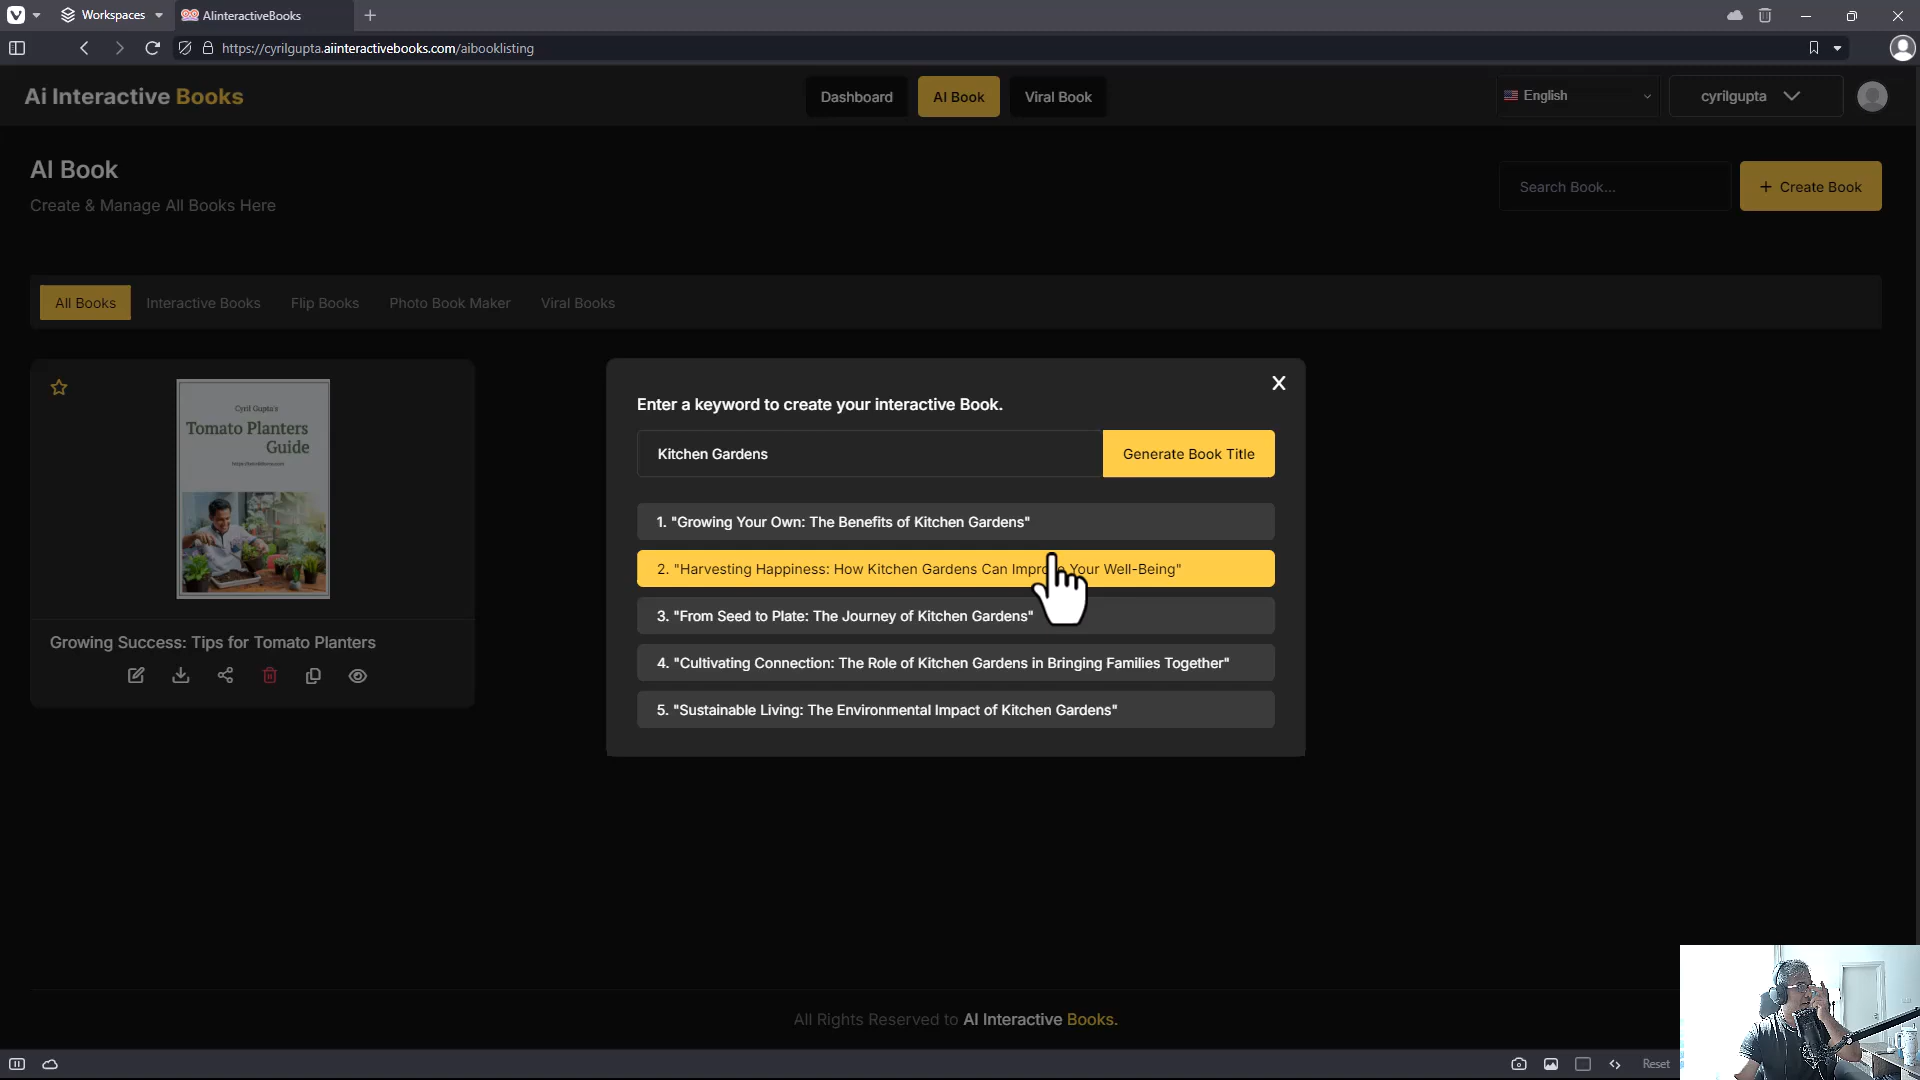 Workspaces
AIinteractiveBooks
https://cyrilgupta.aiinteractivebooks.com/aibooklisting
Ai Interactive Books
Dashboard
AI Book
Viral Book
English
cyrilgupta
AI Book
Create & Manage All Books Here
Search Book...
+ Create Book
All Books
Interactive Books
Flip Books
Photo Book Maker
Viral Books
Cyril Gupta's
Tomato Planters
Guide
Growing Success: Tips for Tomato Planters
X
Enter a keyword to create your interactive Book.
Kitchen Gardens
Generate Book Title
1. "Growing Your Own: The Benefits of Kitchen Gardens"
2. "Harvesting Happiness: How Kitchen Gardens Can Improve Your Well-Being"
3. "From Seed to Plate: The Journey of Kitchen Gardens"
4. "Cultivating Connection: The Role of Kitchen Gardens in Bringing Families Together"
5. "Sustainable Living: The Environmental Impact of Kitchen Gardens"
All Rights Reserved to AI Interactive Books.
Reset